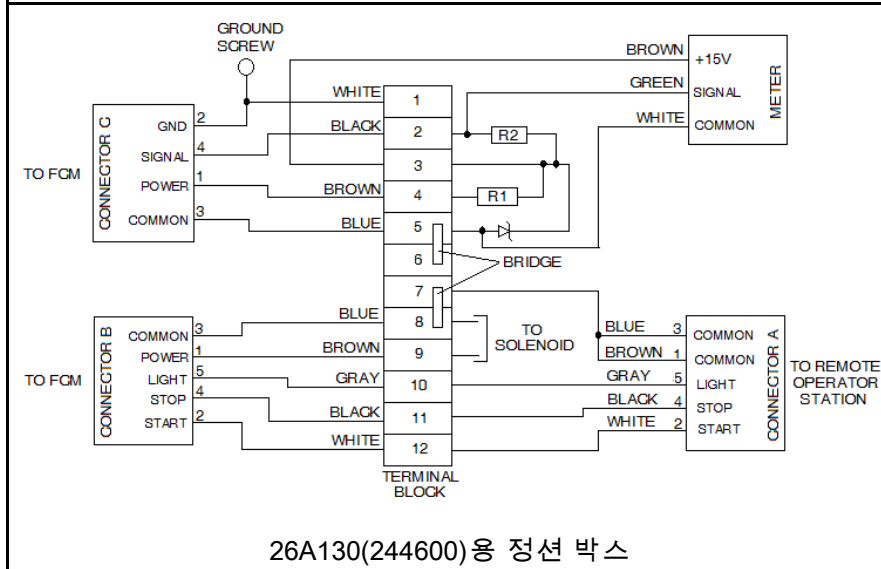 GROUND
SCREW
CONNECTOR C
TO FCM
GND 2
SIGNAL 4
POWER 1
COMMON 3
WHITE
BLACK
BROWN
BLUE
1
2
3
4
5
6
7
8
9
10
11
12
TERMINAL
BLOCK
R2
R1
BRIDGE
BROWN
GREEN
WHITE
+15V
SIGNAL
COMMON
METER
CONNECTOR B
TO FCM
COMMON 3
POWER 1
LIGHT 5
STOP 4
START 2
BLUE
BROWN
GRAY
BLACK
WHITE
TO
SOLENOID
BLUE 3 COMMON
BROWN 1 COMMON
GRAY 5 LIGHT
BLACK 4 STOP
WHITE 2 START
CONNECTOR A
TO REMOTE
OPERATOR
STATION
26A130(244600)용 정션 박스